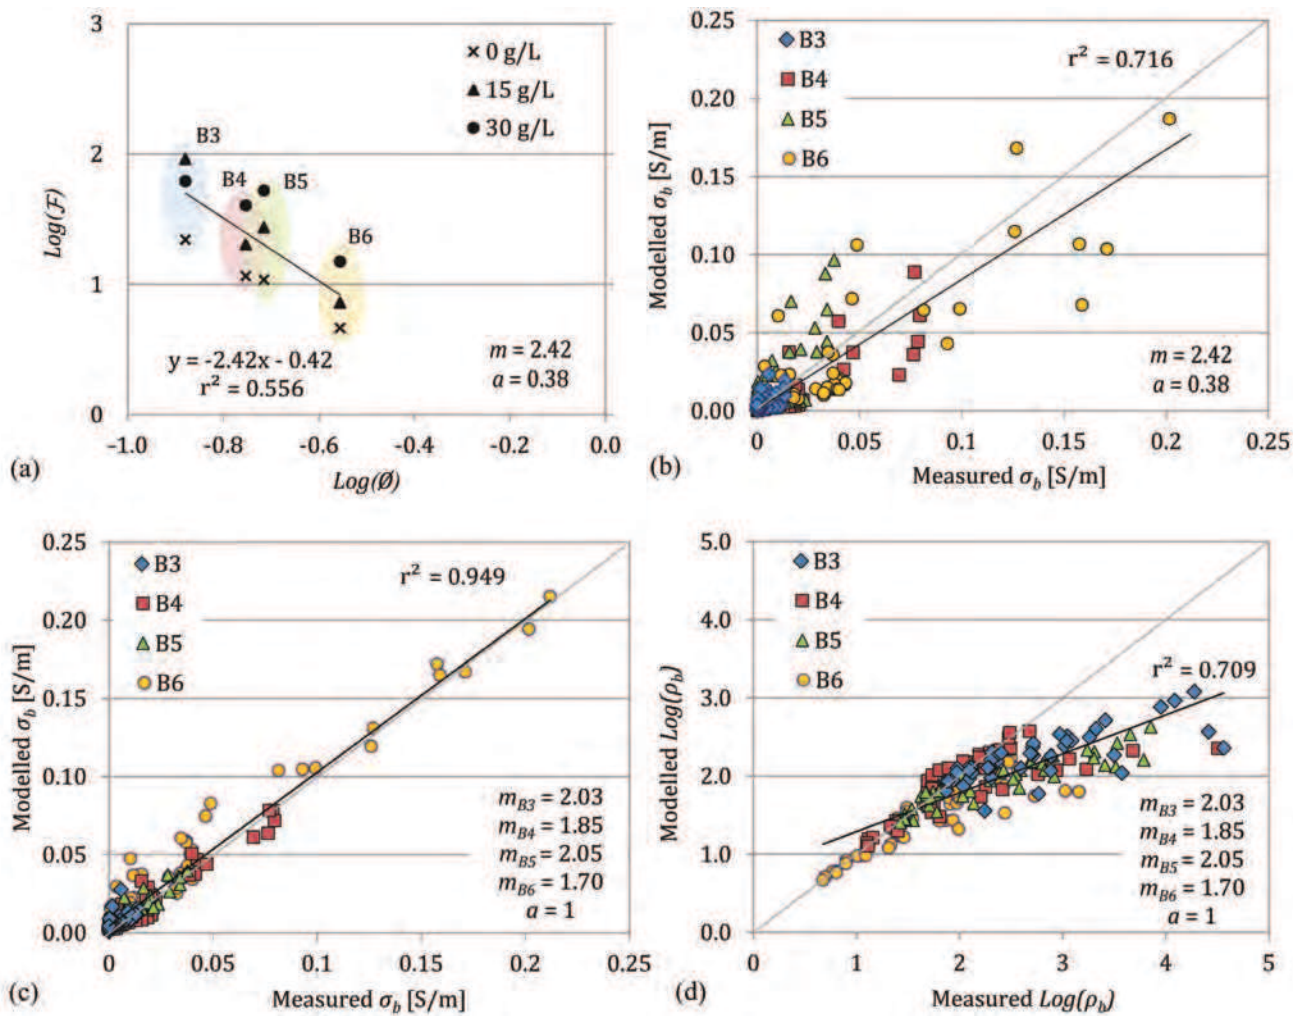 3
2
1
0
-1.0
-0.8
-0.6
-0.4
-0.2
0.0
Log(F)
Log(Ø)
× 0 g/L
▲ 15 g/L
● 30 g/L
B3
B4
B5
B6
y = -2.42x - 0.42
r² = 0.556
m = 2.42
a = 0.38
(a)
0.25
0.20
0.15
0.10
0.05
0.00
0
0.05
0.1
0.15
0.2
0.25
Modelled σb [S/m]
Measured σb [S/m]
B3
B4
B5
B6
r² = 0.716
m = 2.42
a = 0.38
(b)
0.25
0.20
0.15
0.10
0.05
0.00
0
0.05
0.1
0.15
0.2
0.25
Modelled σb [S/m]
Measured σb [S/m]
B3
B4
B5
B6
r² = 0.949
mB3 = 2.03
mB4 = 1.85
mB5 = 2.05
mB6 = 1.70
a = 1
(c)
5.0
4.0
3.0
2.0
1.0
0.0
0
1
2
3
4
5
Modelled Log(ρb)
Measured Log(ρb)
B3
B4
B5
B6
r² = 0.709
mB3 = 2.03
mB4 = 1.85
mB5 = 2.05
mB6 = 1.70
a = 1
(d)